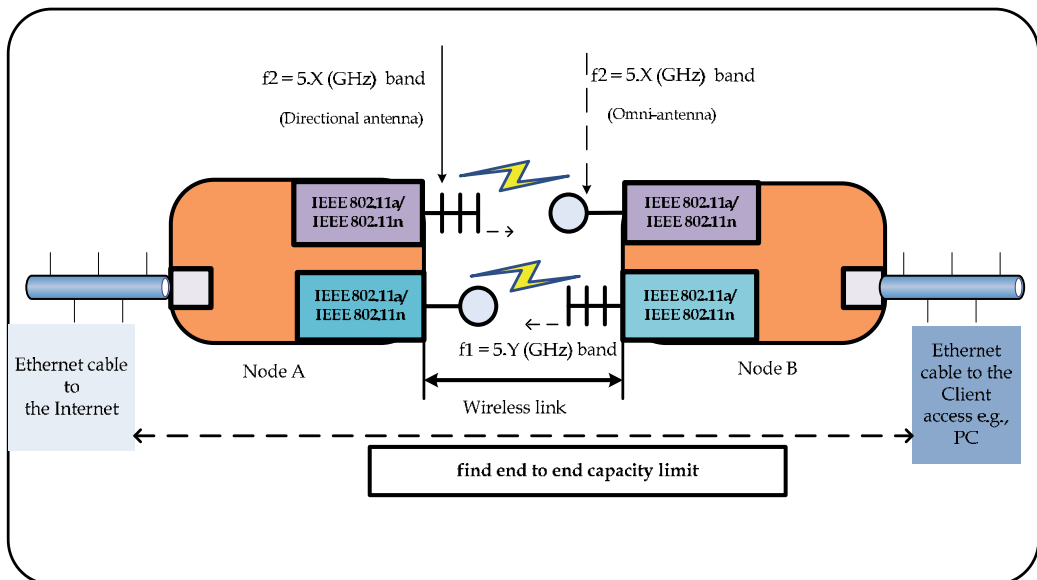 f2 = 5.X (GHz) band
(Directional antenna)
f2 = 5.X (GHz) band
(Omni-antenna)
IEEE 802.11a/
IEEE 802.11n
IEEE 802.11a/
IEEE 802.11n
IEEE 802.11a/
IEEE 802.11n
IEEE 802.11a/
IEEE 802.11n
f1 = 5.Y (GHz) band
Node A
Node B
Wireless link
Ethernet cable
to
the Internet
Ethernet
cable to the
Client
access e.g.,
PC
find end to end capacity limit